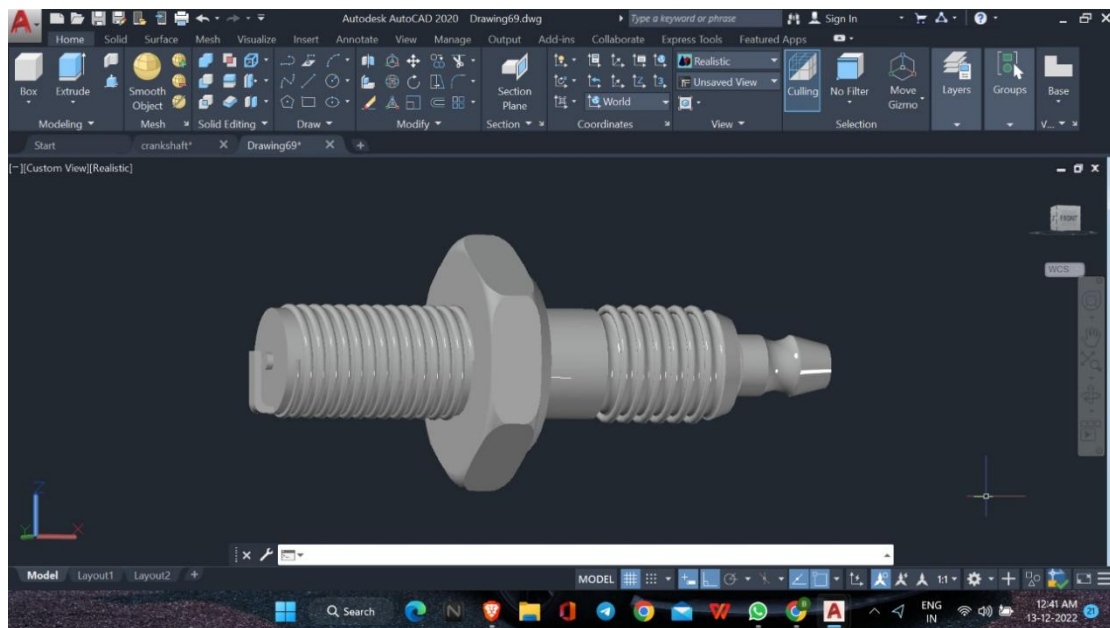 Autodesk AutoCAD 2020 Drawing69.dwg
Type a keyword or phrase
Sign In
Home Solid Surface Mesh Visualize Insert Annotate View Manage Output Add-ins Collaborate Express Tools Featured Apps
Realistic
Unsaved View
World
Box
Extrude
Smooth
Object
Section
Plane
Culling
No Filter
Move
Gizmo
Layers
Groups
Base
Modeling
Mesh
Solid Editing
Draw
Modify
Section
Coordinates
View
Selection
V...
Start crankshaft* Drawing69*
[−][Custom View][Realistic]
FRONT
WCS
Z
Y
X
Model Layout1 Layout2
MODEL
1:1
Search
ENG
IN
12:41 AM
13-12-2022
21